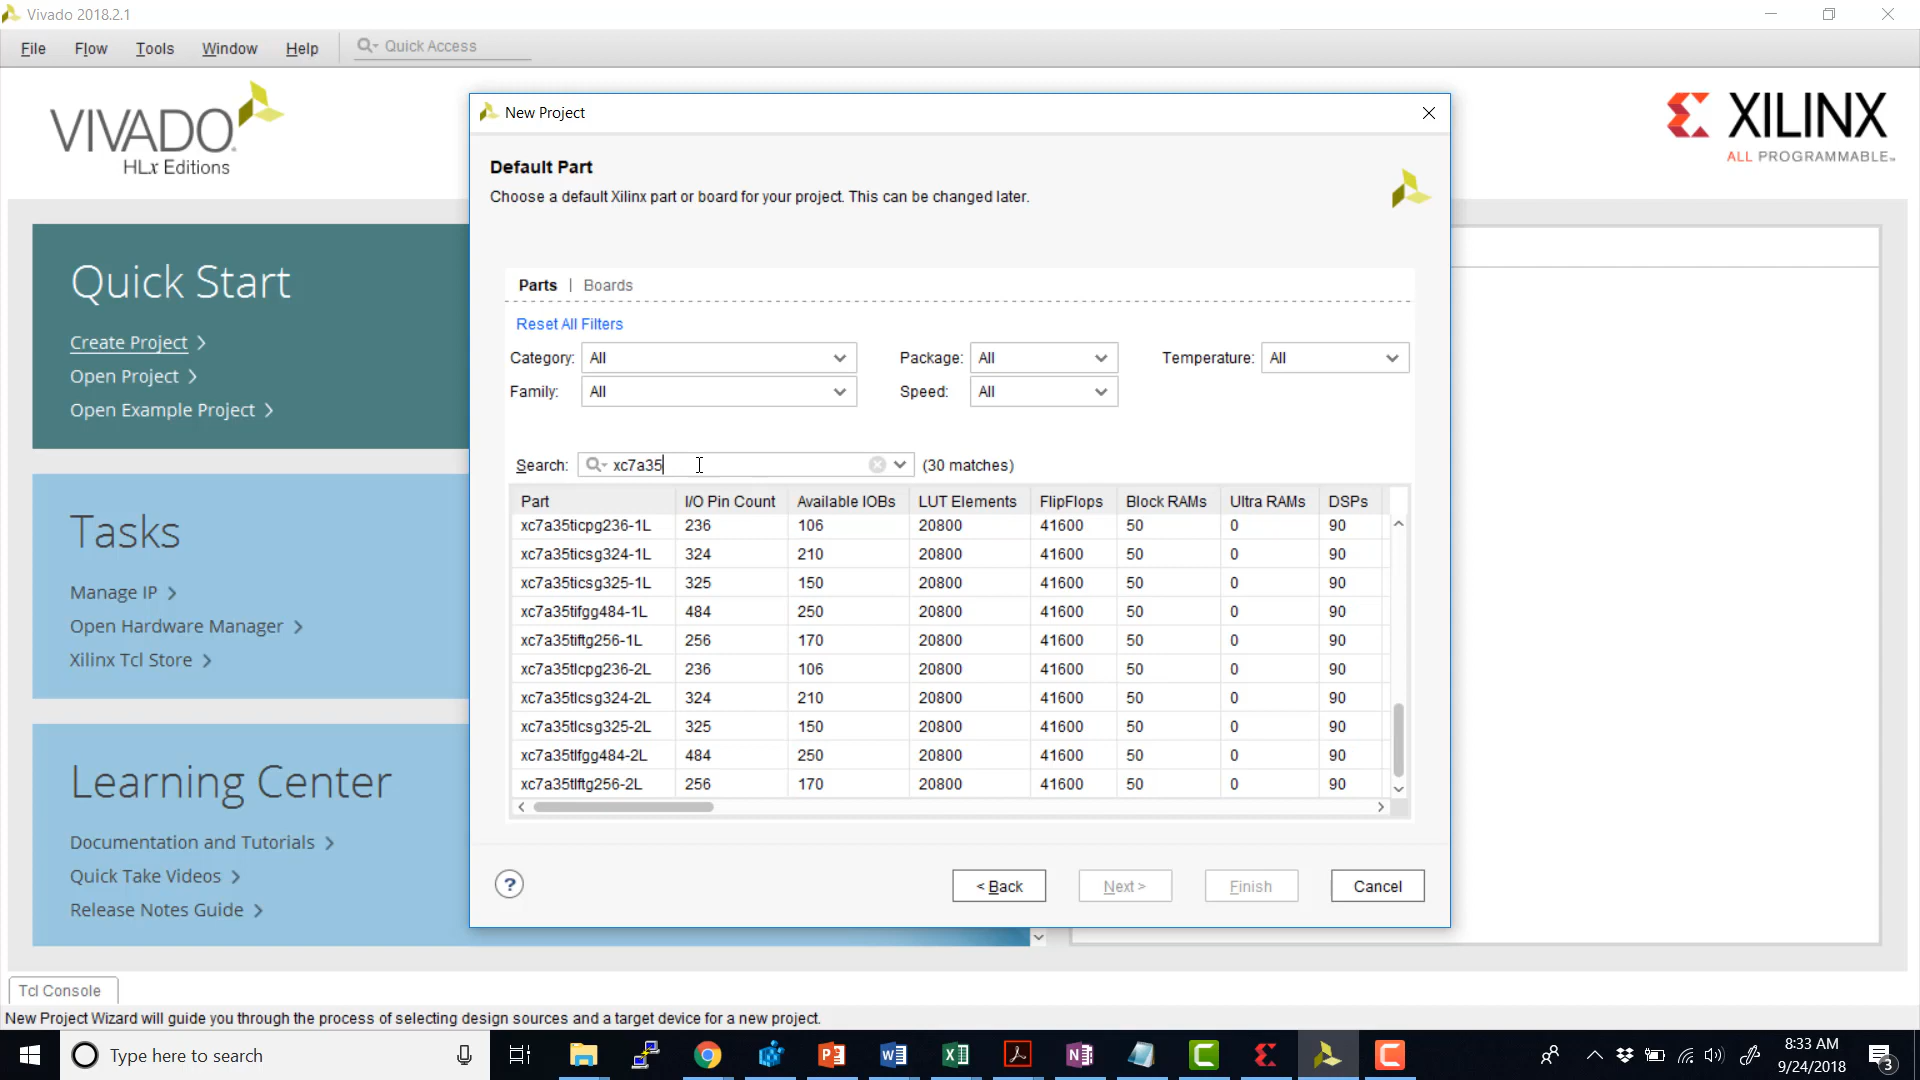 Vivado 2018.2.1
File Flow Tools Window Help Quick Access
VIVADO
HLx Editions
XILINX
ALL PROGRAMMABLE™
Quick Start
Create Project >
Open Project >
Open Example Project >
Tasks
Manage IP >
Open Hardware Manager >
Xilinx Tcl Store >
Learning Center
Documentation and Tutorials >
Quick Take Videos >
Release Notes Guide >
New Project
Default Part
Choose a default Xilinx part or board for your project. This can be changed later.
Parts | Boards
Reset All Filters
Category: All Package: All Temperature: All
Family: All Speed: All
Search: xc7a35 (30 matches)
Part I/O Pin Count Available IOBs LUT Elements FlipFlops Block RAMs Ultra RAMs DSPs
xc7a35ticpg236-1L 236 106 20800 41600 50 0 90
xc7a35ticsg324-1L 324 210 20800 41600 50 0 90
xc7a35ticsg325-1L 325 150 20800 41600 50 0 90
xc7a35tifgg484-1L 484 250 20800 41600 50 0 90
xc7a35tiftg256-1L 256 170 20800 41600 50 0 90
xc7a35tlcpg236-2L 236 106 20800 41600 50 0 90
xc7a35tlcsg324-2L 324 210 20800 41600 50 0 90
xc7a35tlcsg325-2L 325 150 20800 41600 50 0 90
xc7a35tlfgg484-2L 484 250 20800 41600 50 0 90
xc7a35tlftg256-2L 256 170 20800 41600 50 0 90
? < Back Next > Finish Cancel
Tcl Console
New Project Wizard will guide you through the process of selecting design sources and a target device for a new project.
Type here to search
8:33 AM
9/24/2018
3